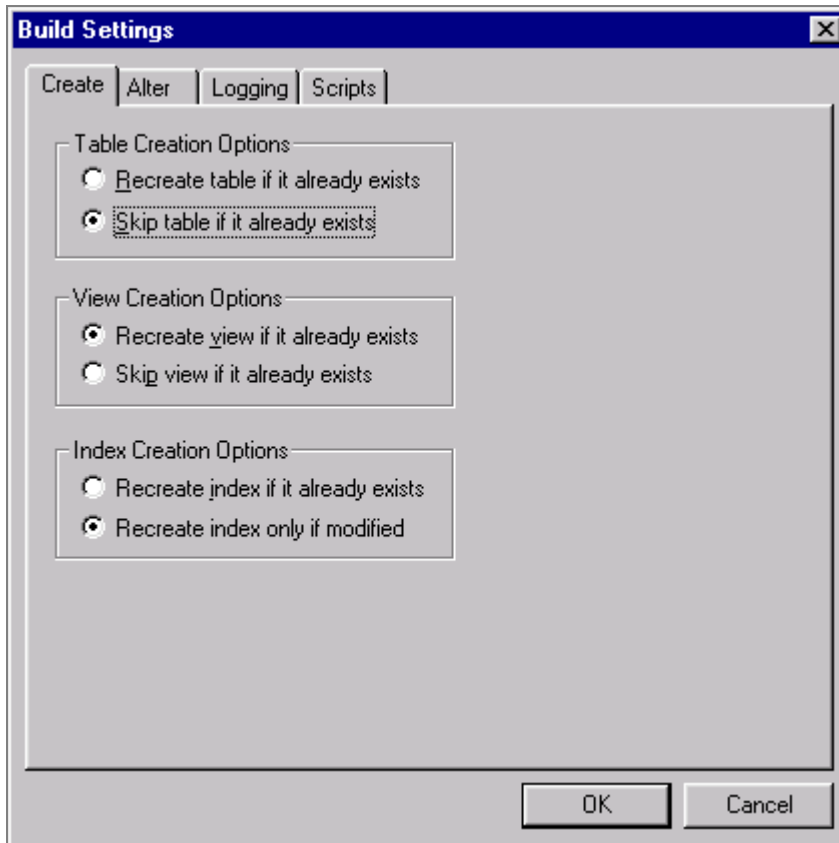 Build Settings
Create Alter Logging Scripts
Table Creation Options
Recreate table if it already exists
Skip table if it already exists
View Creation Options
Recreate view if it already exists
Skip view if it already exists
Index Creation Options
Recreate index if it already exists
Recreate index only if modified
OK Cancel